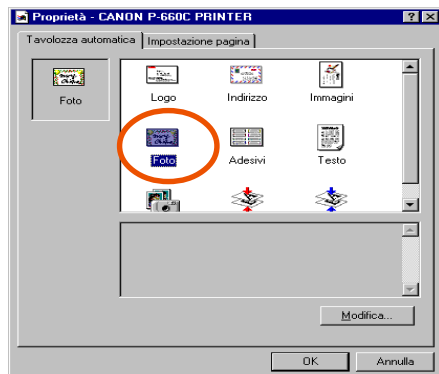 Proprietà - CANON P-660C PRINTER
Tavolozza automatica Impostazione pagina
Foto
Logo Indirizzo Immagini
Foto Adesivi Testo
Modifica...
OK Annulla